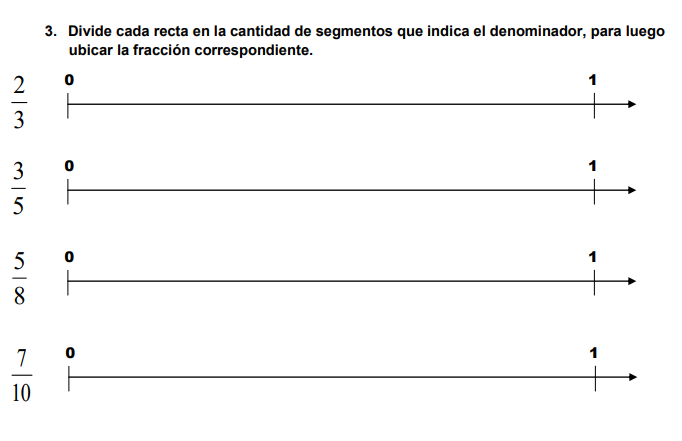 3. Divide cada recta en la cantidad de segmentos que indica el denominador, para luego
ubicar la fracción correspondiente.
2/3 0 1
3/5 0 1
5/8 0 1
7/10 0 1